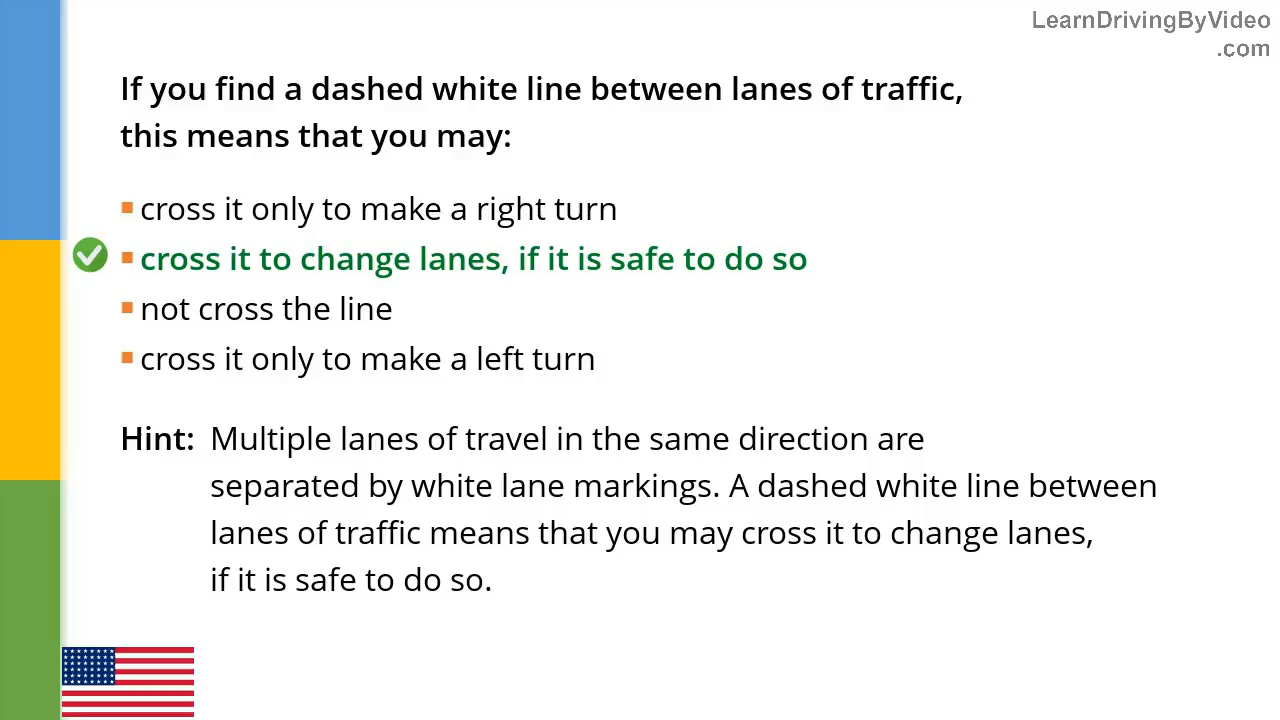 LearnDrivingByVideo
.com
If you find a dashed white line between lanes of traffic,
this means that you may:
cross it only to make a right turn
cross it to change lanes, if it is safe to do so
not cross the line
cross it only to make a left turn
Hint: Multiple lanes of travel in the same direction are
separated by white lane markings. A dashed white line between
lanes of traffic means that you may cross it to change lanes,
if it is safe to do so.